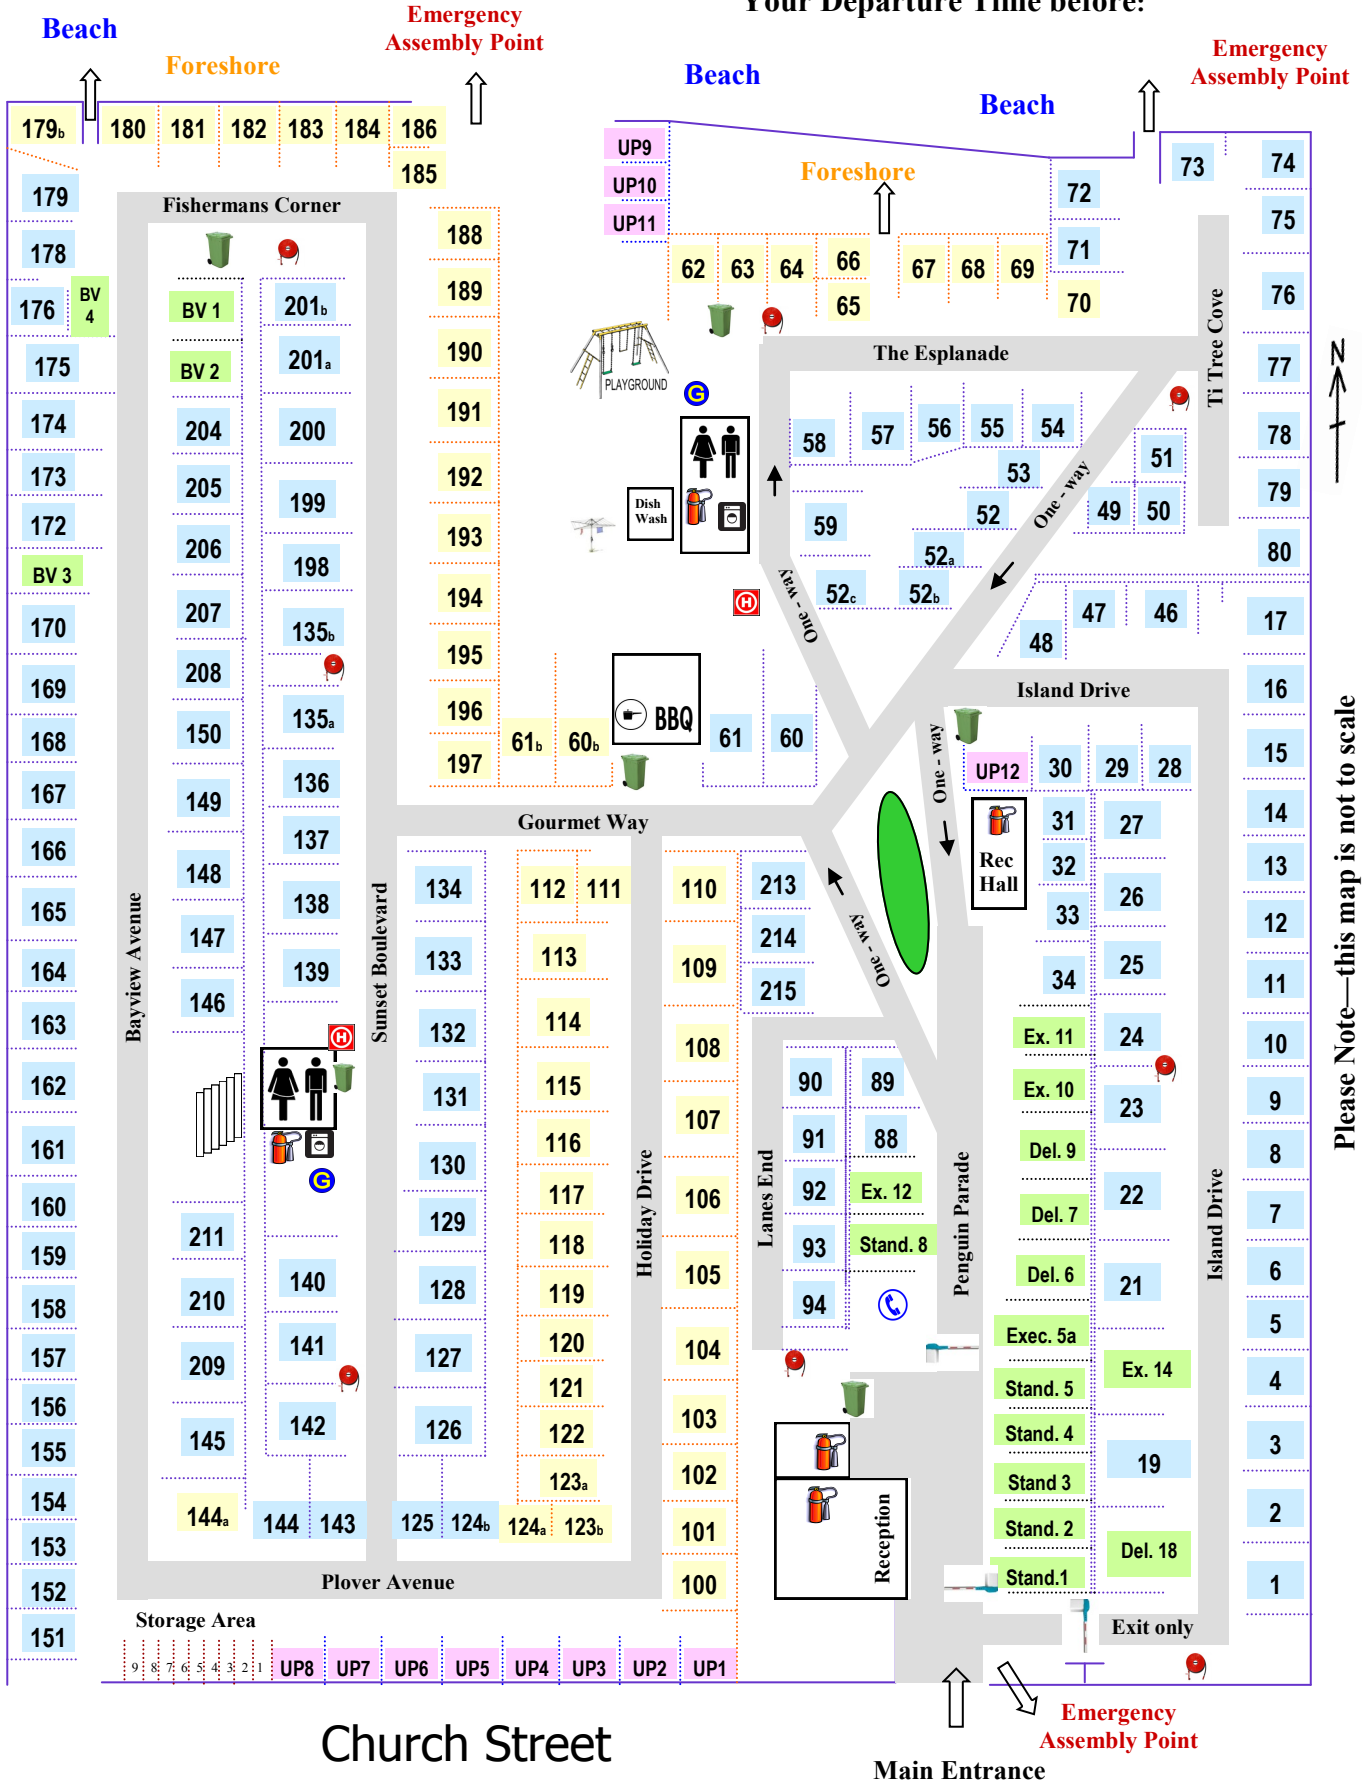 Your Departure Time before:
Emergency
Assembly Point
Beach
Foreshore
Beach
Beach
Emergency
Assembly Point
179b
180
181
182
183
184
186
185
179
178
176
BV
4
175
174
173
172
BV 3
170
169
168
167
166
165
164
163
162
161
160
159
158
157
156
155
154
153
152
151
Fishermans Corner
Bayview Avenue
BV 1
BV 2
204
205
206
207
208
150
149
148
147
146
211
210
209
145
144a
201b
201a
200
199
198
135b
135a
136
137
138
139
H
G
140
141
142
144
143
Sunset Boulevard
188
189
190
191
192
193
194
195
196
197
61b
60b
BBQ
61
60
UP9
UP10
UP11
Foreshore
62
63
64
66
65
67
68
69
70
71
72
73
74
75
76
77
78
79
80
PLAYGROUND
G
Dish
Wash
H
The Esplanade
Ti Tree Cove
N
58
57
56
55
54
53
52
52a
52b
52c
59
51
49
50
One - way
One - way
48
47
46
17
16
15
14
13
12
11
10
9
8
7
6
5
4
3
2
1
Island Drive
One - way
UP12
30
29
28
Rec
Hall
31
32
33
34
27
26
25
24
23
22
21
Ex. 14
19
Del. 18
Ex. 11
Ex. 10
Del. 9
Del. 7
Del. 6
Exec. 5a
Stand. 5
Stand. 4
Stand 3
Stand. 2
Stand.1
Island Drive
Please Note—this map is not to scale
Gourmet Way
134
133
132
131
130
129
128
127
126
125
124b
112
111
113
114
115
116
117
118
119
120
121
122
123a
124a
123b
Holiday Drive
110
109
108
107
106
105
104
103
102
101
100
213
214
215
One - way
Lanes End
90
89
91
88
92
Ex. 12
93
Stand. 8
94
Penguin Parade
Reception
Plover Avenue
Storage Area
9
8
7
6
5
4
3
2
1
UP8
UP7
UP6
UP5
UP4
UP3
UP2
UP1
Exit only
Emergency
Assembly Point
Church Street
Main Entrance